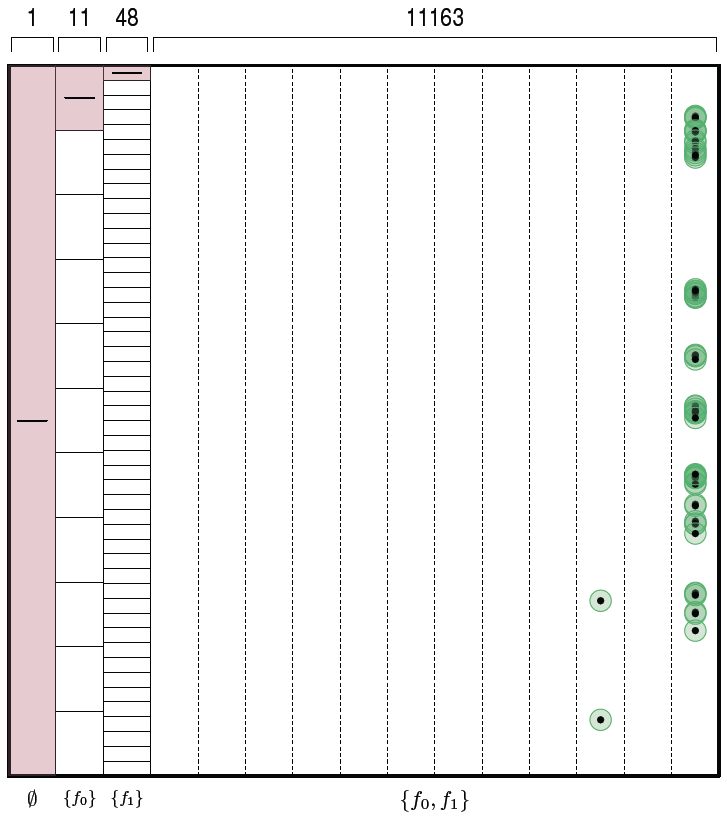 1 11 48 11163
∅ {f₀} {f₁} {f₀, f₁}